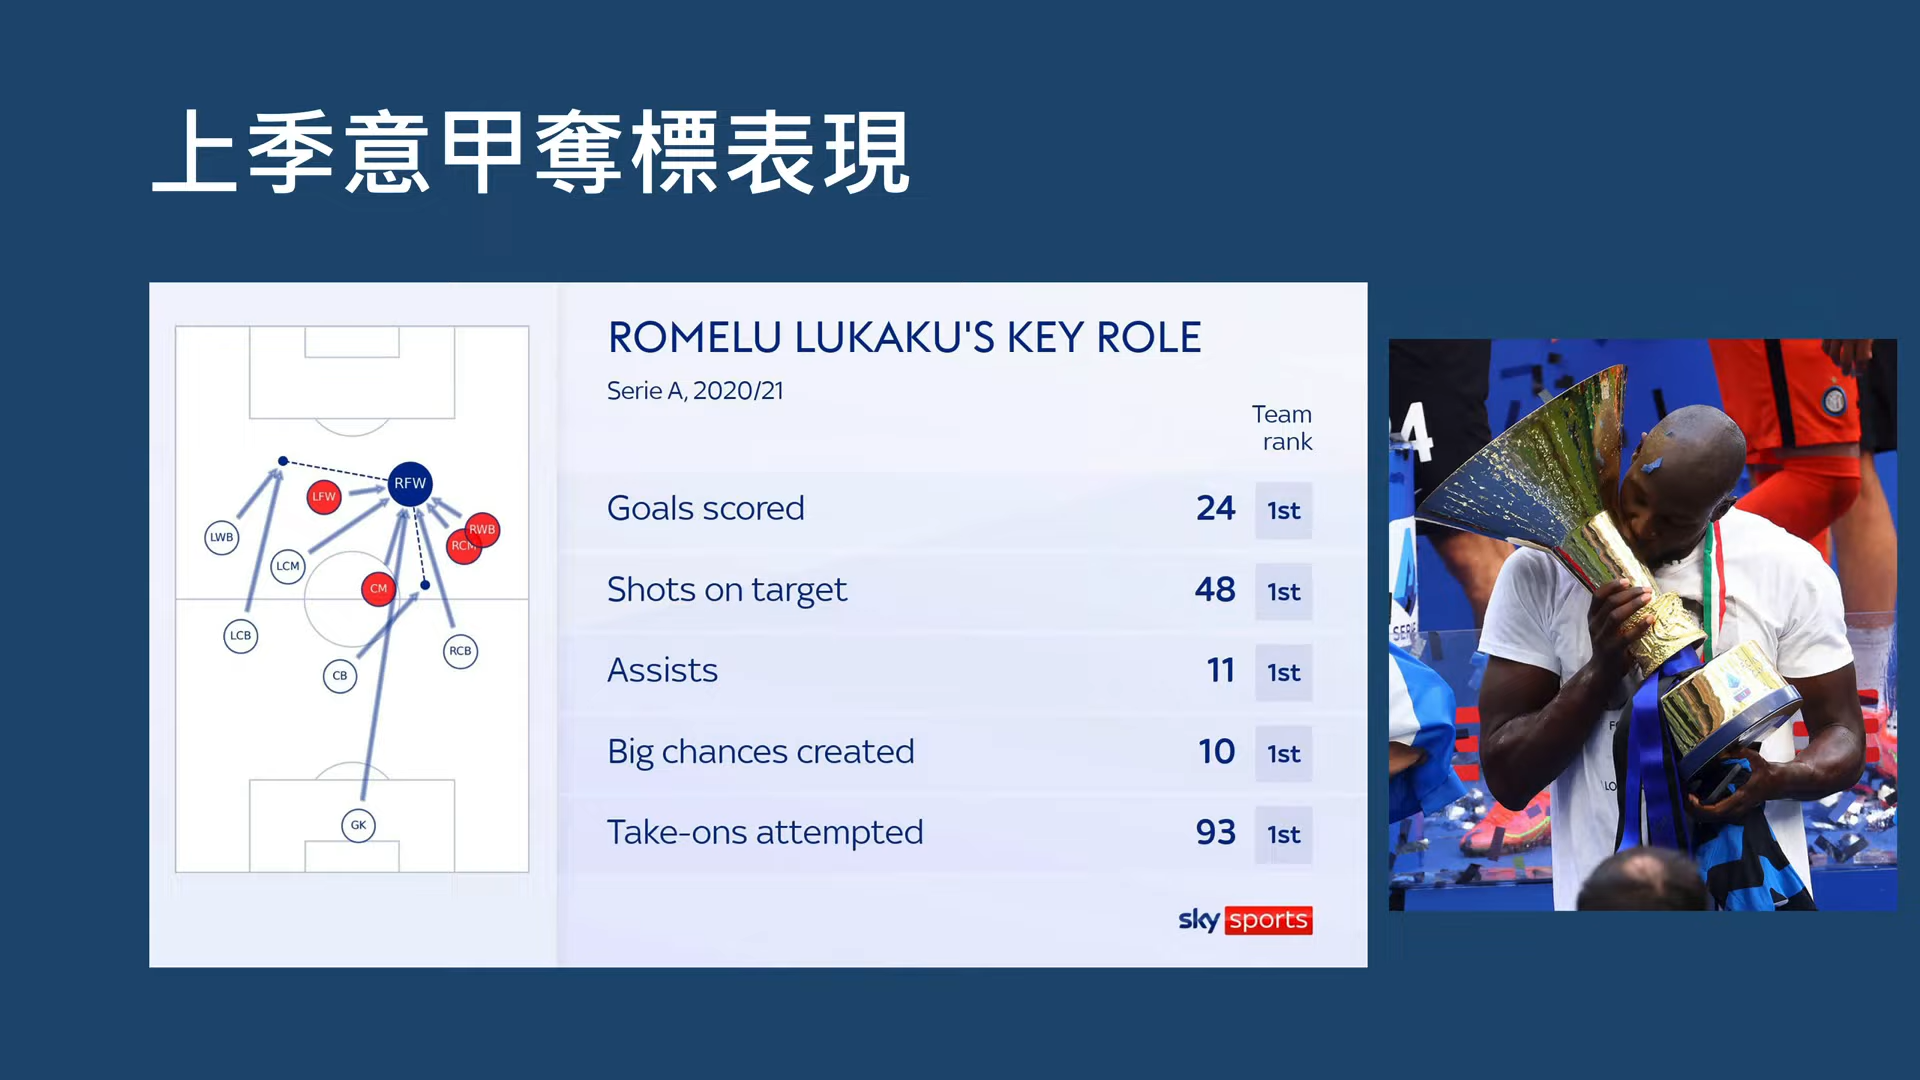 上季意甲奪標表現
ROMELU LUKAKU'S KEY ROLE
Serie A, 2020/21
Team
rank
Goals scored 24 1st
Shots on target 48 1st
Assists 11 1st
Big chances created 10 1st
Take-ons attempted 93 1st
sky sports
RFW
LFW
RWB
LWB
RCM
LCM
CM
LCB
RCB
CB
GK
4